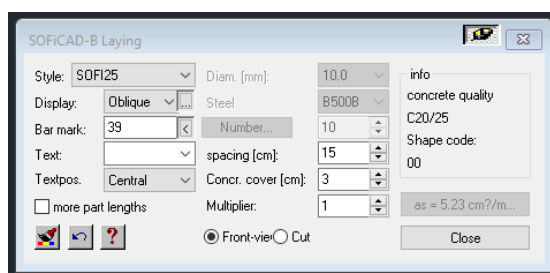 SOFiCAD-B Laying
Style: SOFI25
Diam. [mm]: 10.0
info
Display: Oblique ...
Steel B500B
concrete quality
Bar mark: 39 <
Number... 10
C20/25
Text:
spacing [cm]: 15
Shape code:
Textpos. Central
Concr. cover [cm]: 3
00
more part lengths
Multiplier: 1
as = 5.23 cm?/m...
?
Front-vie
Cut
Close